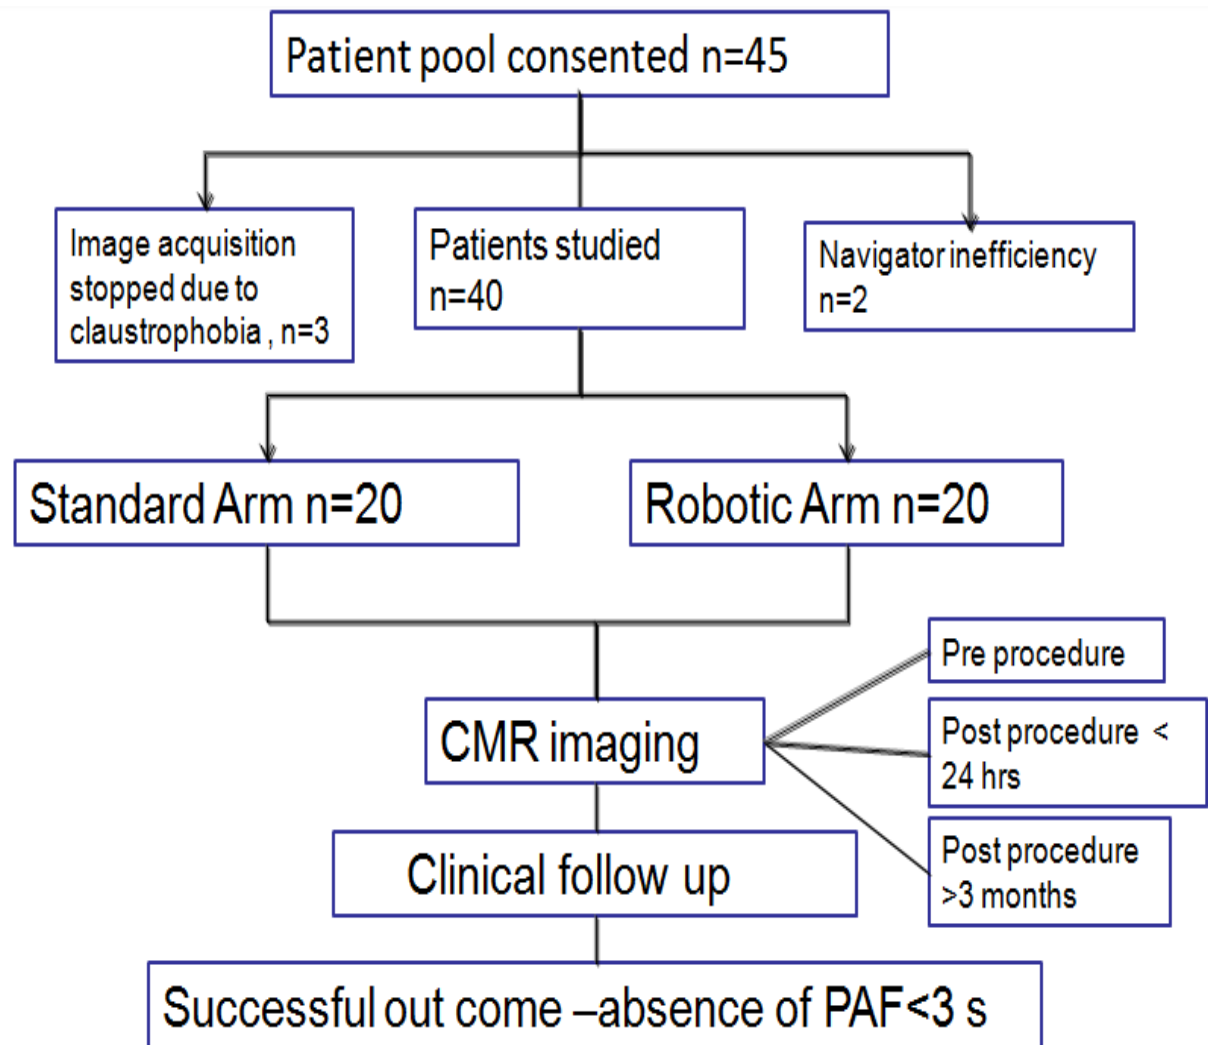 Patient pool consented n=45
Image acquisition
stopped due to
claustrophobia , n=3
Patients studied
n=40
Navigator inefficiency
n=2
Standard Arm n=20
Robotic Arm n=20
CMR imaging
Pre procedure
Post procedure <
24 hrs
Post procedure
>3 months
Clinical follow up
Successful out come –absence of PAF<3 s